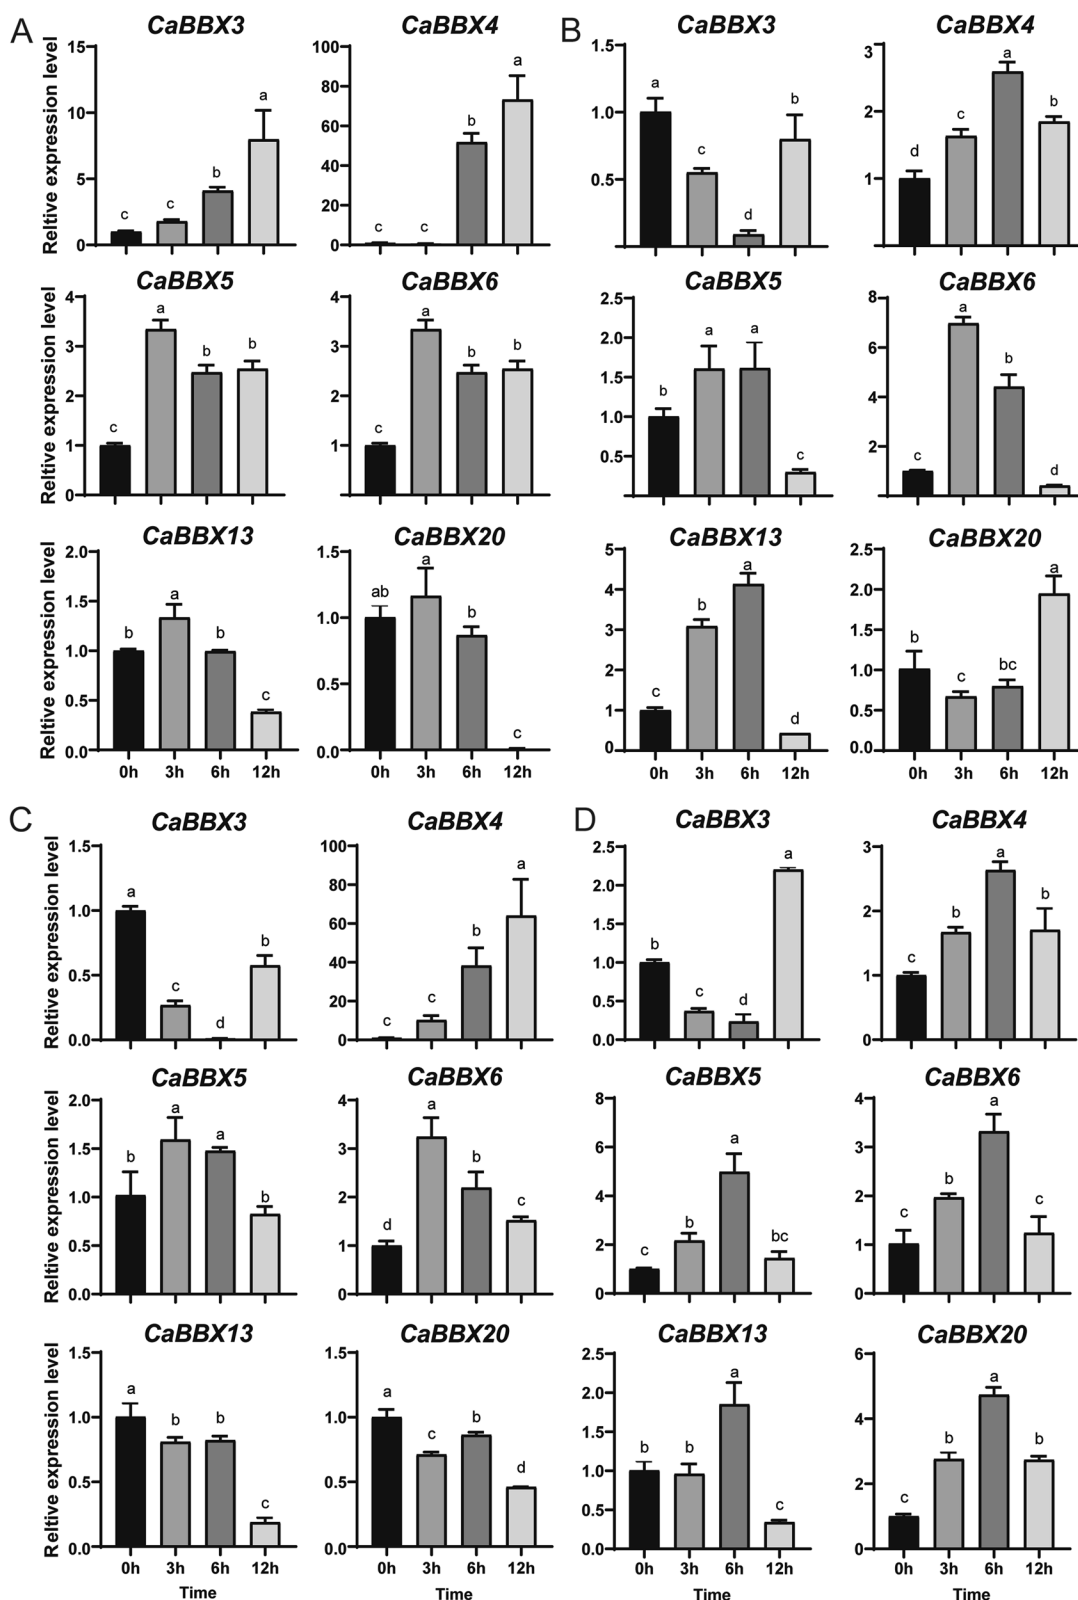 A
CaBBX3
CaBBX4
Reltive expression level
15
10
5
0
c
c
b
a
100
80
60
40
20
0
c
c
b
a
CaBBX5
CaBBX6
Reltive expression level
4
3
2
1
0
c
a
b
b
4
3
2
1
0
c
a
b
b
CaBBX13
CaBBX20
Reltive expression level
2.0
1.5
1.0
0.5
0.0
b
a
b
c
0h 3h 6h 12h
1.5
1.0
0.5
0.0
ab
a
b
c
0h 3h 6h 12h
B
CaBBX3
CaBBX4
1.5
1.0
0.5
a
c
d
b
3
2
1
d
c
a
b
CaBBX5
CaBBX6
2.5
2.0
1.5
1.0
0.5
b
a
a
c
8
6
4
2
c
a
b
d
CaBBX13
CaBBX20
5
4
3
2
1
0
c
b
a
d
0h 3h 6h 12h
2.5
2.0
1.5
1.0
0.5
0.0
b
c
bc
a
0h 3h 6h 12h
C
CaBBX3
CaBBX4
Reltive expression level
1.5
1.0
0.5
0.0
a
c
d
b
100
80
60
40
20
0
c
c
b
a
CaBBX5
CaBBX6
Reltive expression level
2.0
1.5
1.0
0.5
0.0
b
a
a
b
4
3
2
1
0
d
a
b
c
CaBBX13
CaBBX20
Reltive expression level
1.5
1.0
0.5
0.0
a
b
b
c
0h 3h 6h 12h
Time
1.5
1.0
0.5
0.0
a
c
b
d
0h 3h 6h 12h
Time
D
CaBBX3
CaBBX4
2.5
2.0
1.5
1.0
0.5
0.0
b
c
d
a
3
2
1
0
c
b
a
b
CaBBX5
CaBBX6
8
6
4
2
0
c
b
a
bc
4
3
2
1
0
c
b
a
c
CaBBX13
CaBBX20
2.5
2.0
1.5
1.0
0.5
0.0
b
b
a
c
0h 3h 6h 12h
Time
6
4
2
0
c
b
a
b
0h 3h 6h 12h
Time